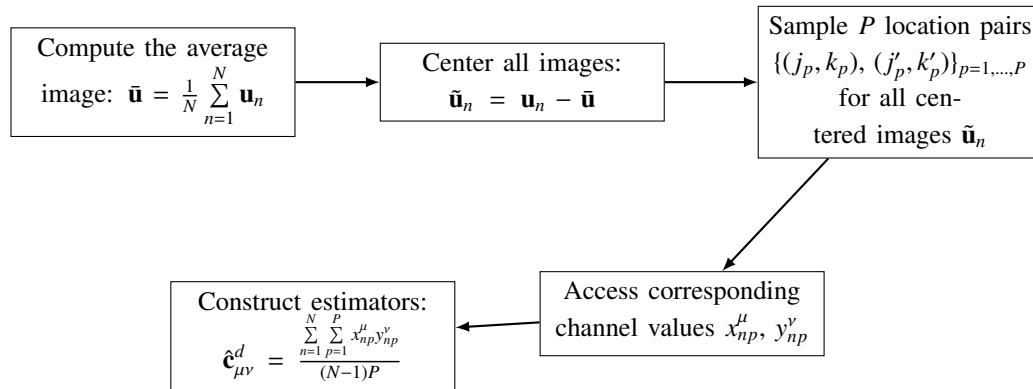 Compute the average
image: ū = 1/N ∑_{n=1}^{N} u_n
Center all images:
ũ_n = u_n − ū
Sample P location pairs
{(j_p, k_p), (j′_p, k′_p)}_{p=1,...,P}
for all cen-
tered images ũ_n
Access corresponding
channel values x^μ_{np}, y^ν_{np}
Construct estimators:
ĉ^d_{μν} = (∑_{n=1}^{N} ∑_{p=1}^{P} x^μ_{np} y^ν_{np}) / ((N−1)P)